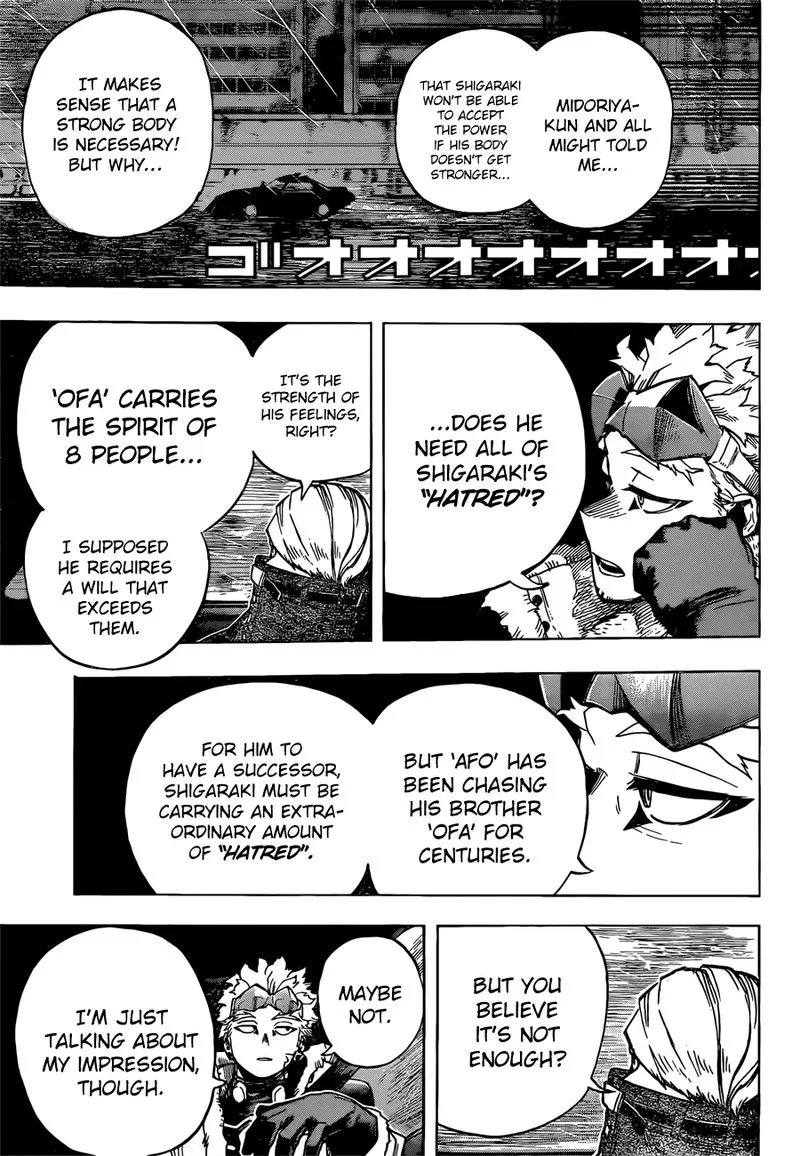 MIDORIYA-
KUN AND ALL
MIGHT TOLD
ME...
THAT SHIGARAKI
WON'T BE ABLE
TO ACCEPT
THE POWER
IF HIS BODY
DOESN'T GET
STRONGER...
IT MAKES
SENSE THAT A
STRONG BODY
IS NECESSARY!
BUT WHY...
ゴオオオオオオオ
...DOES HE
NEED ALL OF
SHIGARAKI'S
"HATRED"?
IT'S THE
STRENGTH OF
HIS FEELINGS,
RIGHT?
'OFA' CARRIES
THE SPIRIT OF
8 PEOPLE...
I SUPPOSED
HE REQUIRES
A WILL THAT
EXCEEDS
THEM.
BUT 'AFO' HAS
BEEN CHASING
HIS BROTHER
'OFA' FOR
CENTURIES.
FOR HIM TO
HAVE A SUCCESSOR,
SHIGARAKI MUST BE
CARRYING AN EXTRA-
ORDINARY AMOUNT
OF "HATRED".
BUT YOU
BELIEVE
IT'S NOT
ENOUGH?
MAYBE
NOT.
I'M JUST
TALKING ABOUT
MY IMPRESSION,
THOUGH.